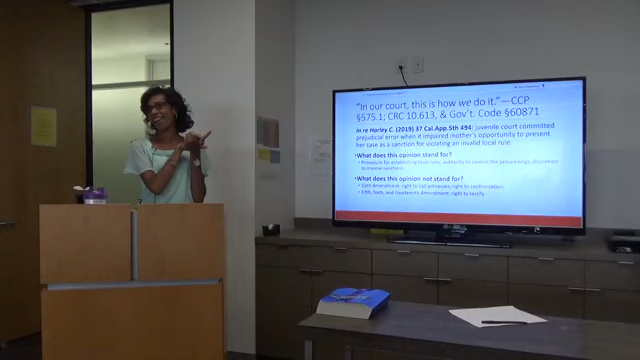 “In our court, this is how we do it.”—CCP
§575.1; CRC 10.613, & Gov’t. Code §60871
In re Harley C. (2019) 37 Cal.App.5th 494: juvenile court committed
prejudicial error when it impaired mother’s opportunity to present
her case as a sanction for violating an invalid local rule.
•What does this opinion stand for?
• Procedure for establishing local rules, authority to control the proceedings, discretion
to impose sanctions
•What does this opinion not stand for?
• Sixth Amendment: right to call witnesses, right to confrontation
• Fifth, Sixth, and Fourteenth Amendment: right to testify